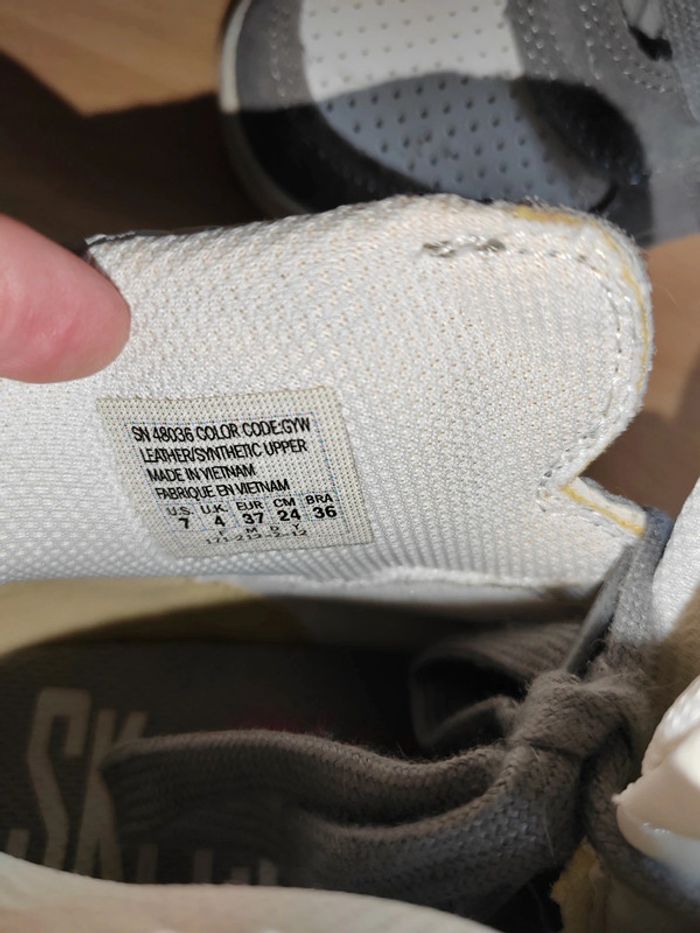 SN 48036 COLOR CODE:GYW
LEATHER/SYNTHETIC UPPER
MADE IN VIETNAM
FABRIQUE EN VIETNAM
U.S. U.K. EUR CM BRA
7 4 37 24 36
F M D Y
SK